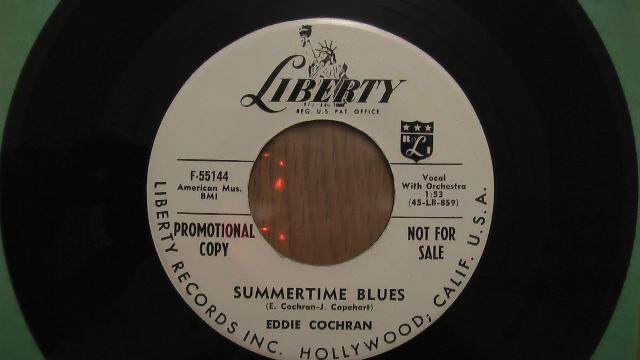 LIBERTY
REG. U.S. PAT. OFFICE
F-55144
American Mus.
BMI
Vocal
With Orchestra
1:53
(45-LB-859)
PROMOTIONAL
COPY
NOT FOR
SALE
SUMMERTIME BLUES
(E. Cochran-J. Capehart)
EDDIE COCHRAN
LIBERTY RECORDS INC. HOLLYWOOD; CALIF. U.S.A.